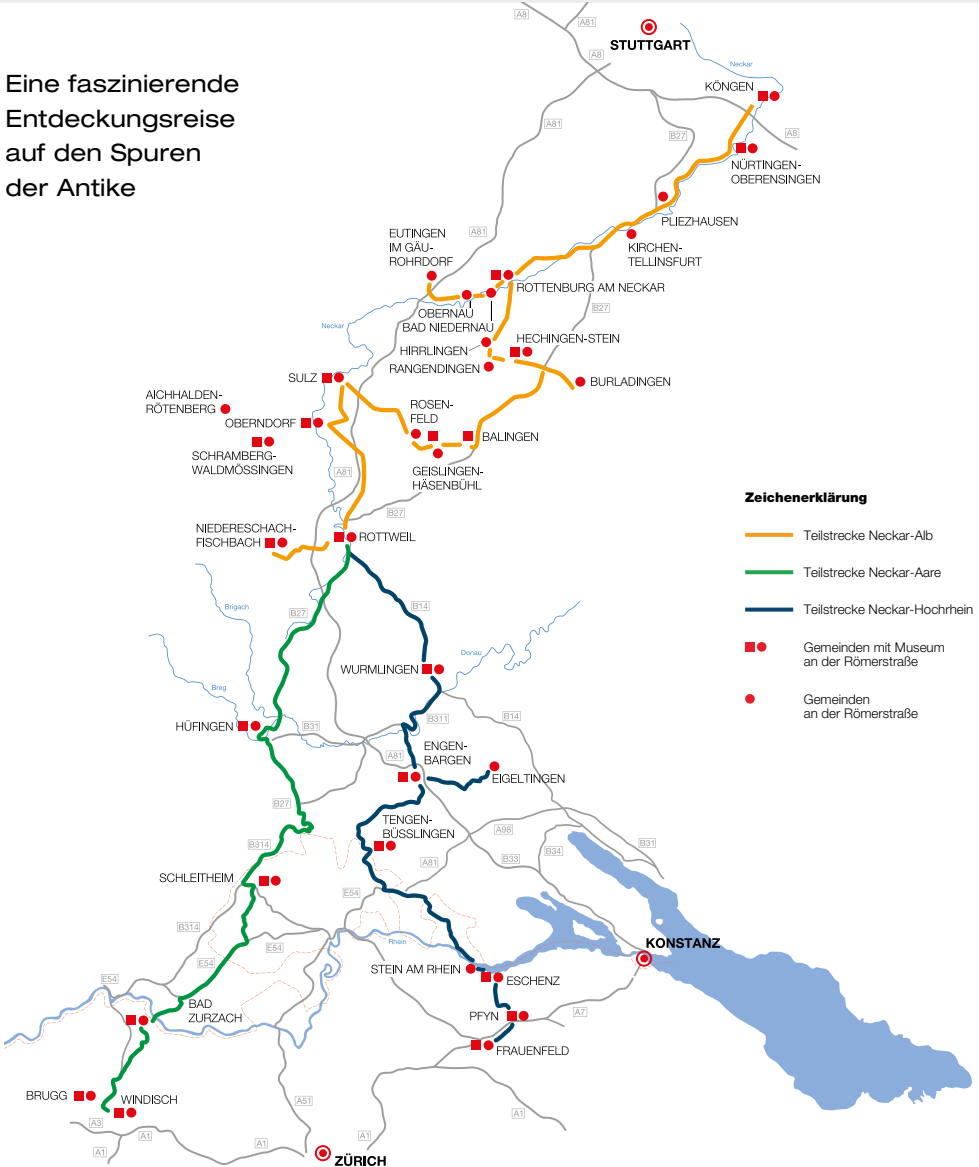 Eine faszinierende
Entdeckungsreise
auf den Spuren
der Antike
A8
A81
STUTTGART
A8
Neckar
KÖNGEN
A81
B27
A8
NÜRTINGEN-
OBERENSINGEN
PLIEZHAUSEN
EUTINGEN
IM GÄU-
ROHRDORF
A81
KIRCHEN-
TELLINSFURT
ROTTENBURG AM NECKAR
OBERNAU
BAD NIEDERNAU
B27
Neckar
HIRRLINGEN
HECHINGEN-STEIN
RANGENDINGEN
SULZ
BURLADINGEN
AICHHALDEN-
RÖTENBERG
OBERNDORF
ROSEN-
FELD
BALINGEN
SCHRAMBERG-
WALDMÖSSINGEN
GEISLINGEN-
HÄSENBÜHL
A81
B27
NIEDERESCHACH-
FISCHBACH
ROTTWEIL
Zeichenerklärung
Teilstrecke Neckar-Alb
Teilstrecke Neckar-Aare
Teilstrecke Neckar-Hochrhein
Gemeinden mit Museum
an der Römerstraße
Gemeinden
an der Römerstraße
Brigach
B27
B14
WURMLINGEN
Donau
Breg
HÜFINGEN
B31
B311
B14
A81
ENGEN-
BARGEN
EIGELTINGEN
B27
TENGEN-
BÜSSLINGEN
A98
B314
A81
B33
B34
B31
SCHLEITHEIM
E54
B314
E54
Rhein
KONSTANZ
E54
STEIN AM RHEIN
ESCHENZ
E54
BAD
ZURZACH
PFYN
A7
FRAUENFELD
BRUGG
WINDISCH
A51
A3
A1
A1
A1
A1
A1
ZÜRICH